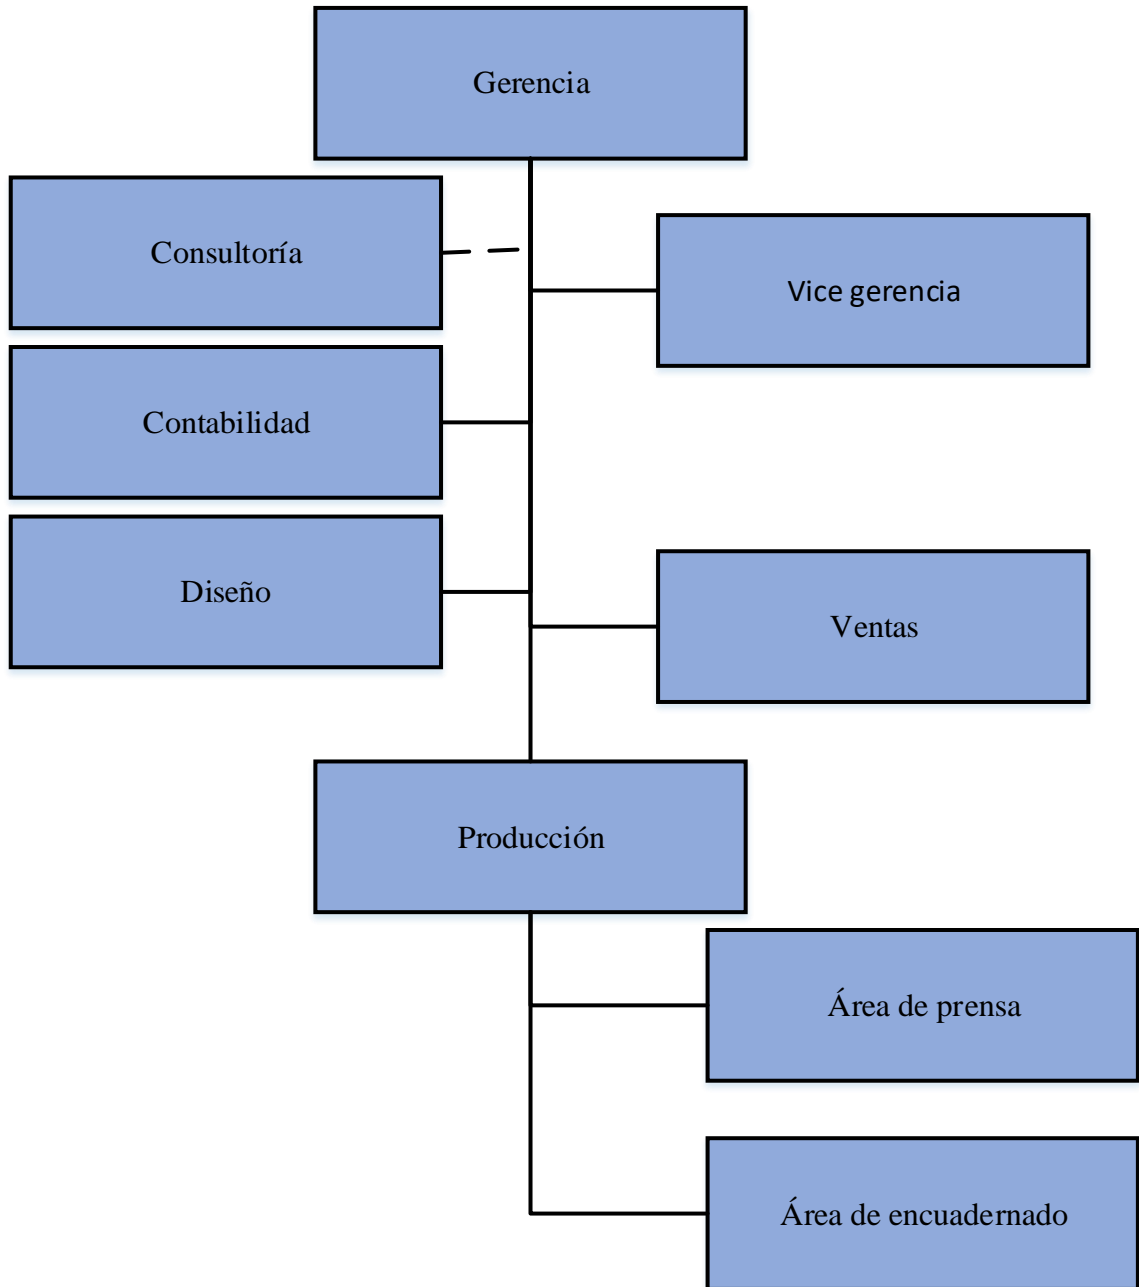 Gerencia
Consultoría
Vice gerencia
Contabilidad
Diseño
Ventas
Producción
Área de prensa
Área de encuadernado